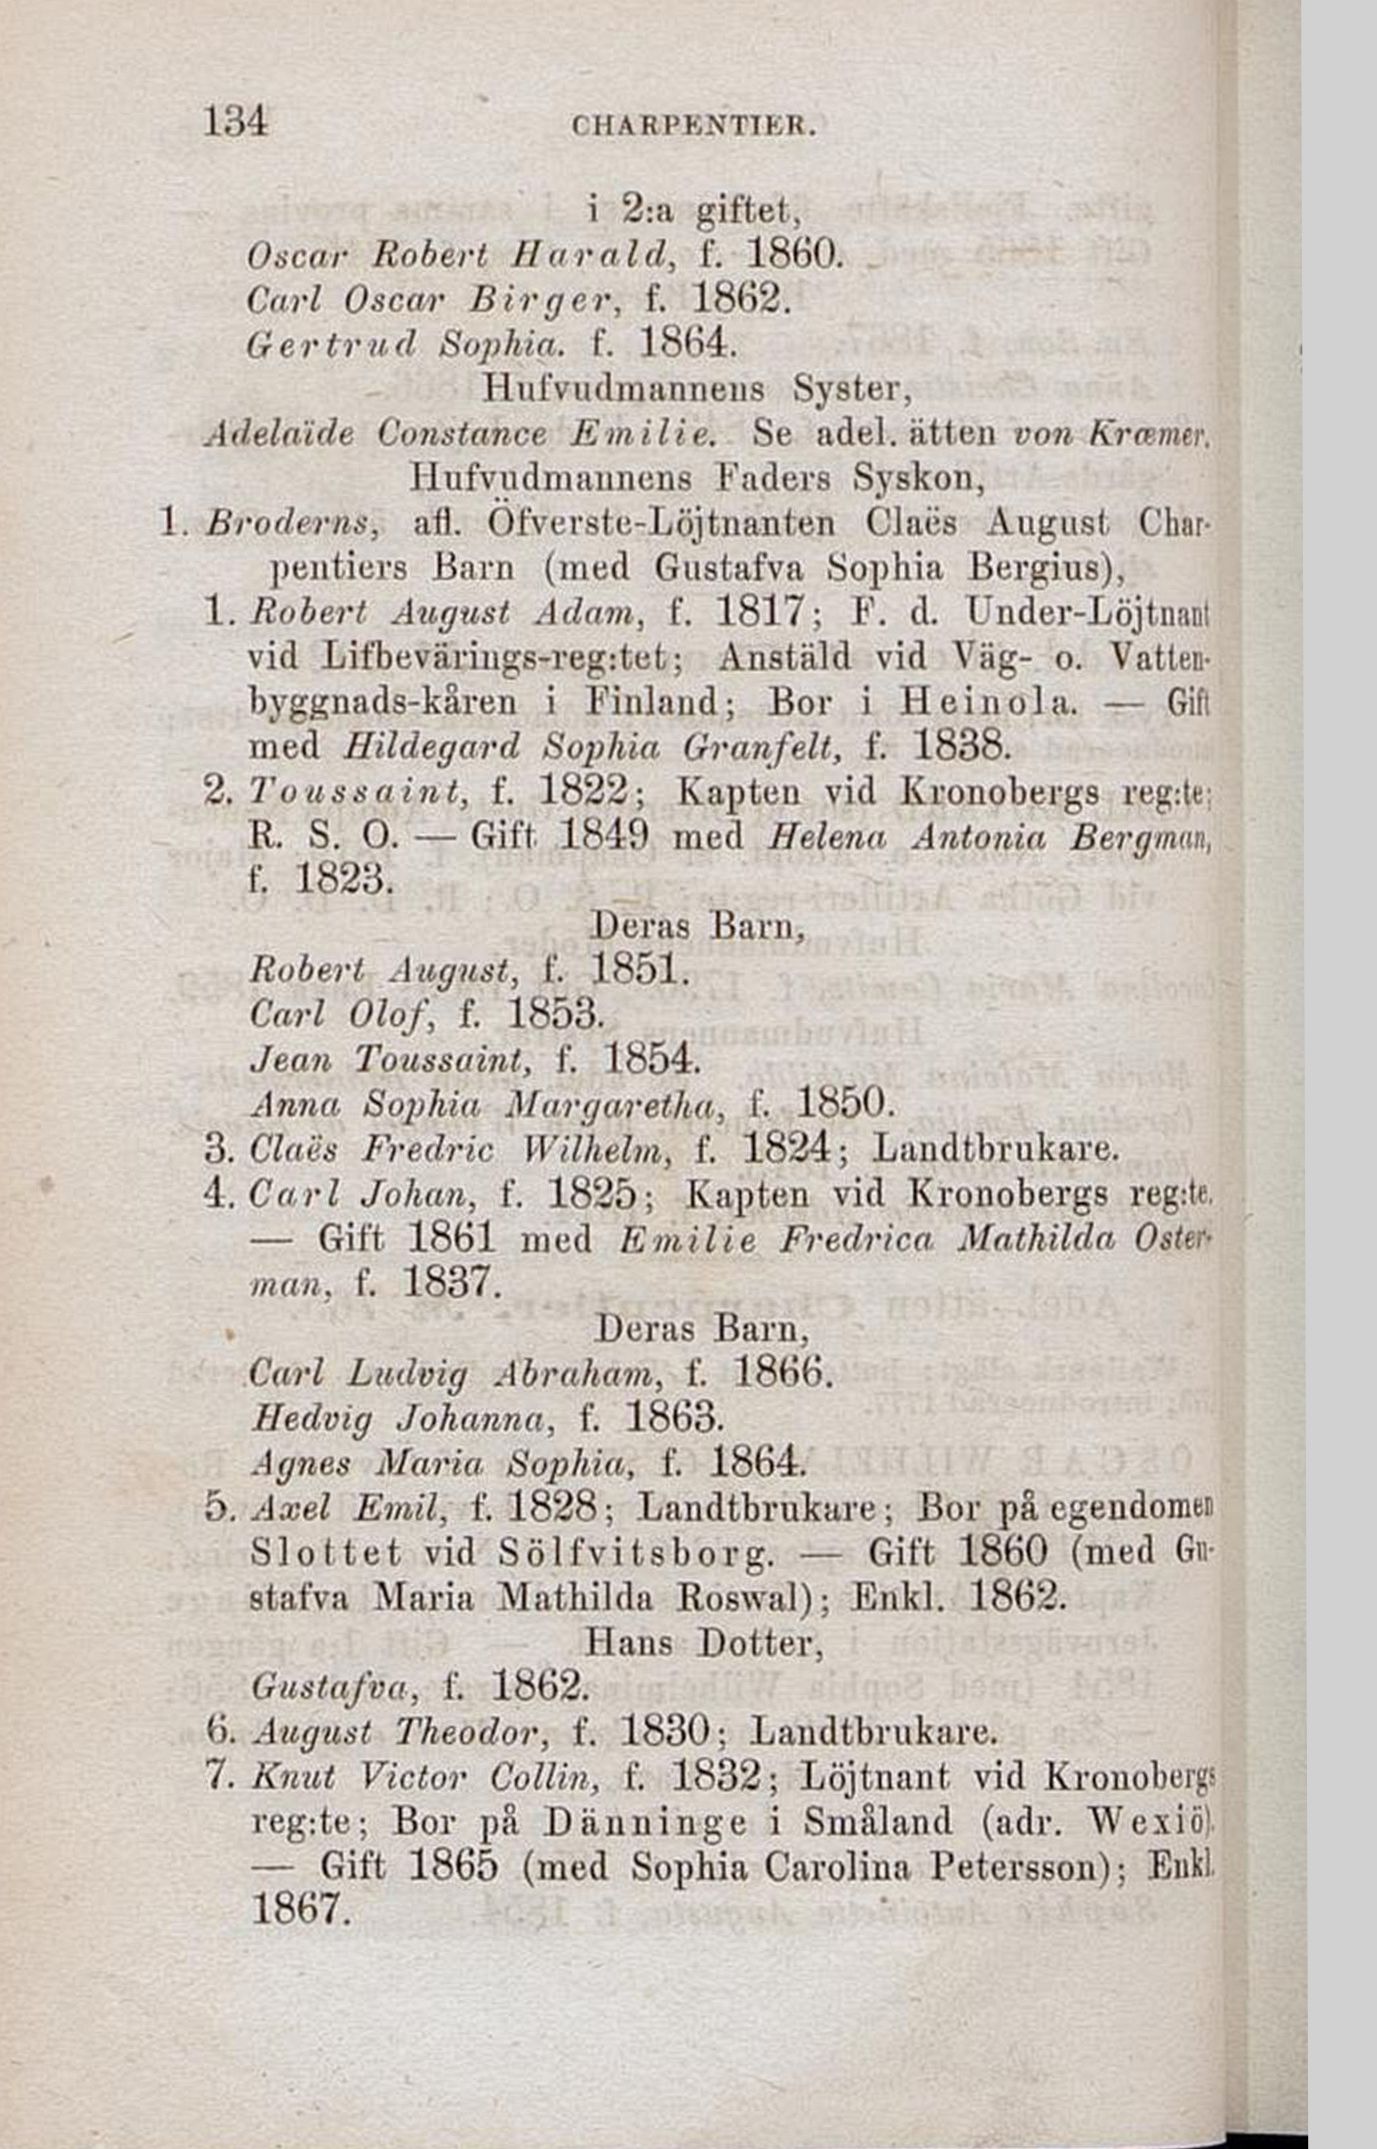 134 CHARPENTIER.
i 2:a giftet,
Oscar Robert Harald, f. 1860.
Carl Oscar Birger, f. 1862.
Gertrud Sophia. f. 1864.
Hufvudmannens Syster,
Adelaïde Constance Emilie. Se adel. ätten von Kræmer.
Hufvudmannens Faders Syskon,
1. Broderns, afl. Öfverste-Löjtnanten Claës August Char-
pentiers Barn (med Gustafva Sophia Bergius),
1. Robert August Adam, f. 1817; F. d. Under-Löjtnant
vid Lifbevärings-reg:tet; Anstäld vid Väg- o. Vatten-
byggnads-kåren i Finland; Bor i Heinola. — Gift
med Hildegard Sophia Granfelt, f. 1838.
2. Toussaint, f. 1822; Kapten vid Kronobergs reg:te;
R. S. O. — Gift 1849 med Helena Antonia Bergman,
f. 1823.
Deras Barn,
Robert August, f. 1851.
Carl Olof, f. 1853.
Jean Toussaint, f. 1854.
Anna Sophia Margaretha, f. 1850.
3. Claës Fredric Wilhelm, f. 1824; Landtbrukare.
4. Carl Johan, f. 1825; Kapten vid Kronobergs reg:te.
— Gift 1861 med Emilie Fredrica Mathilda Oster-
man, f. 1837.
Deras Barn,
Carl Ludvig Abraham, f. 1866.
Hedvig Johanna, f. 1863.
Agnes Maria Sophia, f. 1864.
5. Axel Emil, f. 1828; Landtbrukare; Bor på egendomen
Slottet vid Sölfvitsborg. — Gift 1860 (med Gu-
stafva Maria Mathilda Roswal); Enkl. 1862.
Hans Dotter,
Gustafva, f. 1862.
6. August Theodor, f. 1830; Landtbrukare.
7. Knut Victor Collin, f. 1832; Löjtnant vid Kronobergs
reg:te; Bor på Dänninge i Småland (adr. Wexiö).
— Gift 1865 (med Sophia Carolina Petersson); Enkl.
1867.